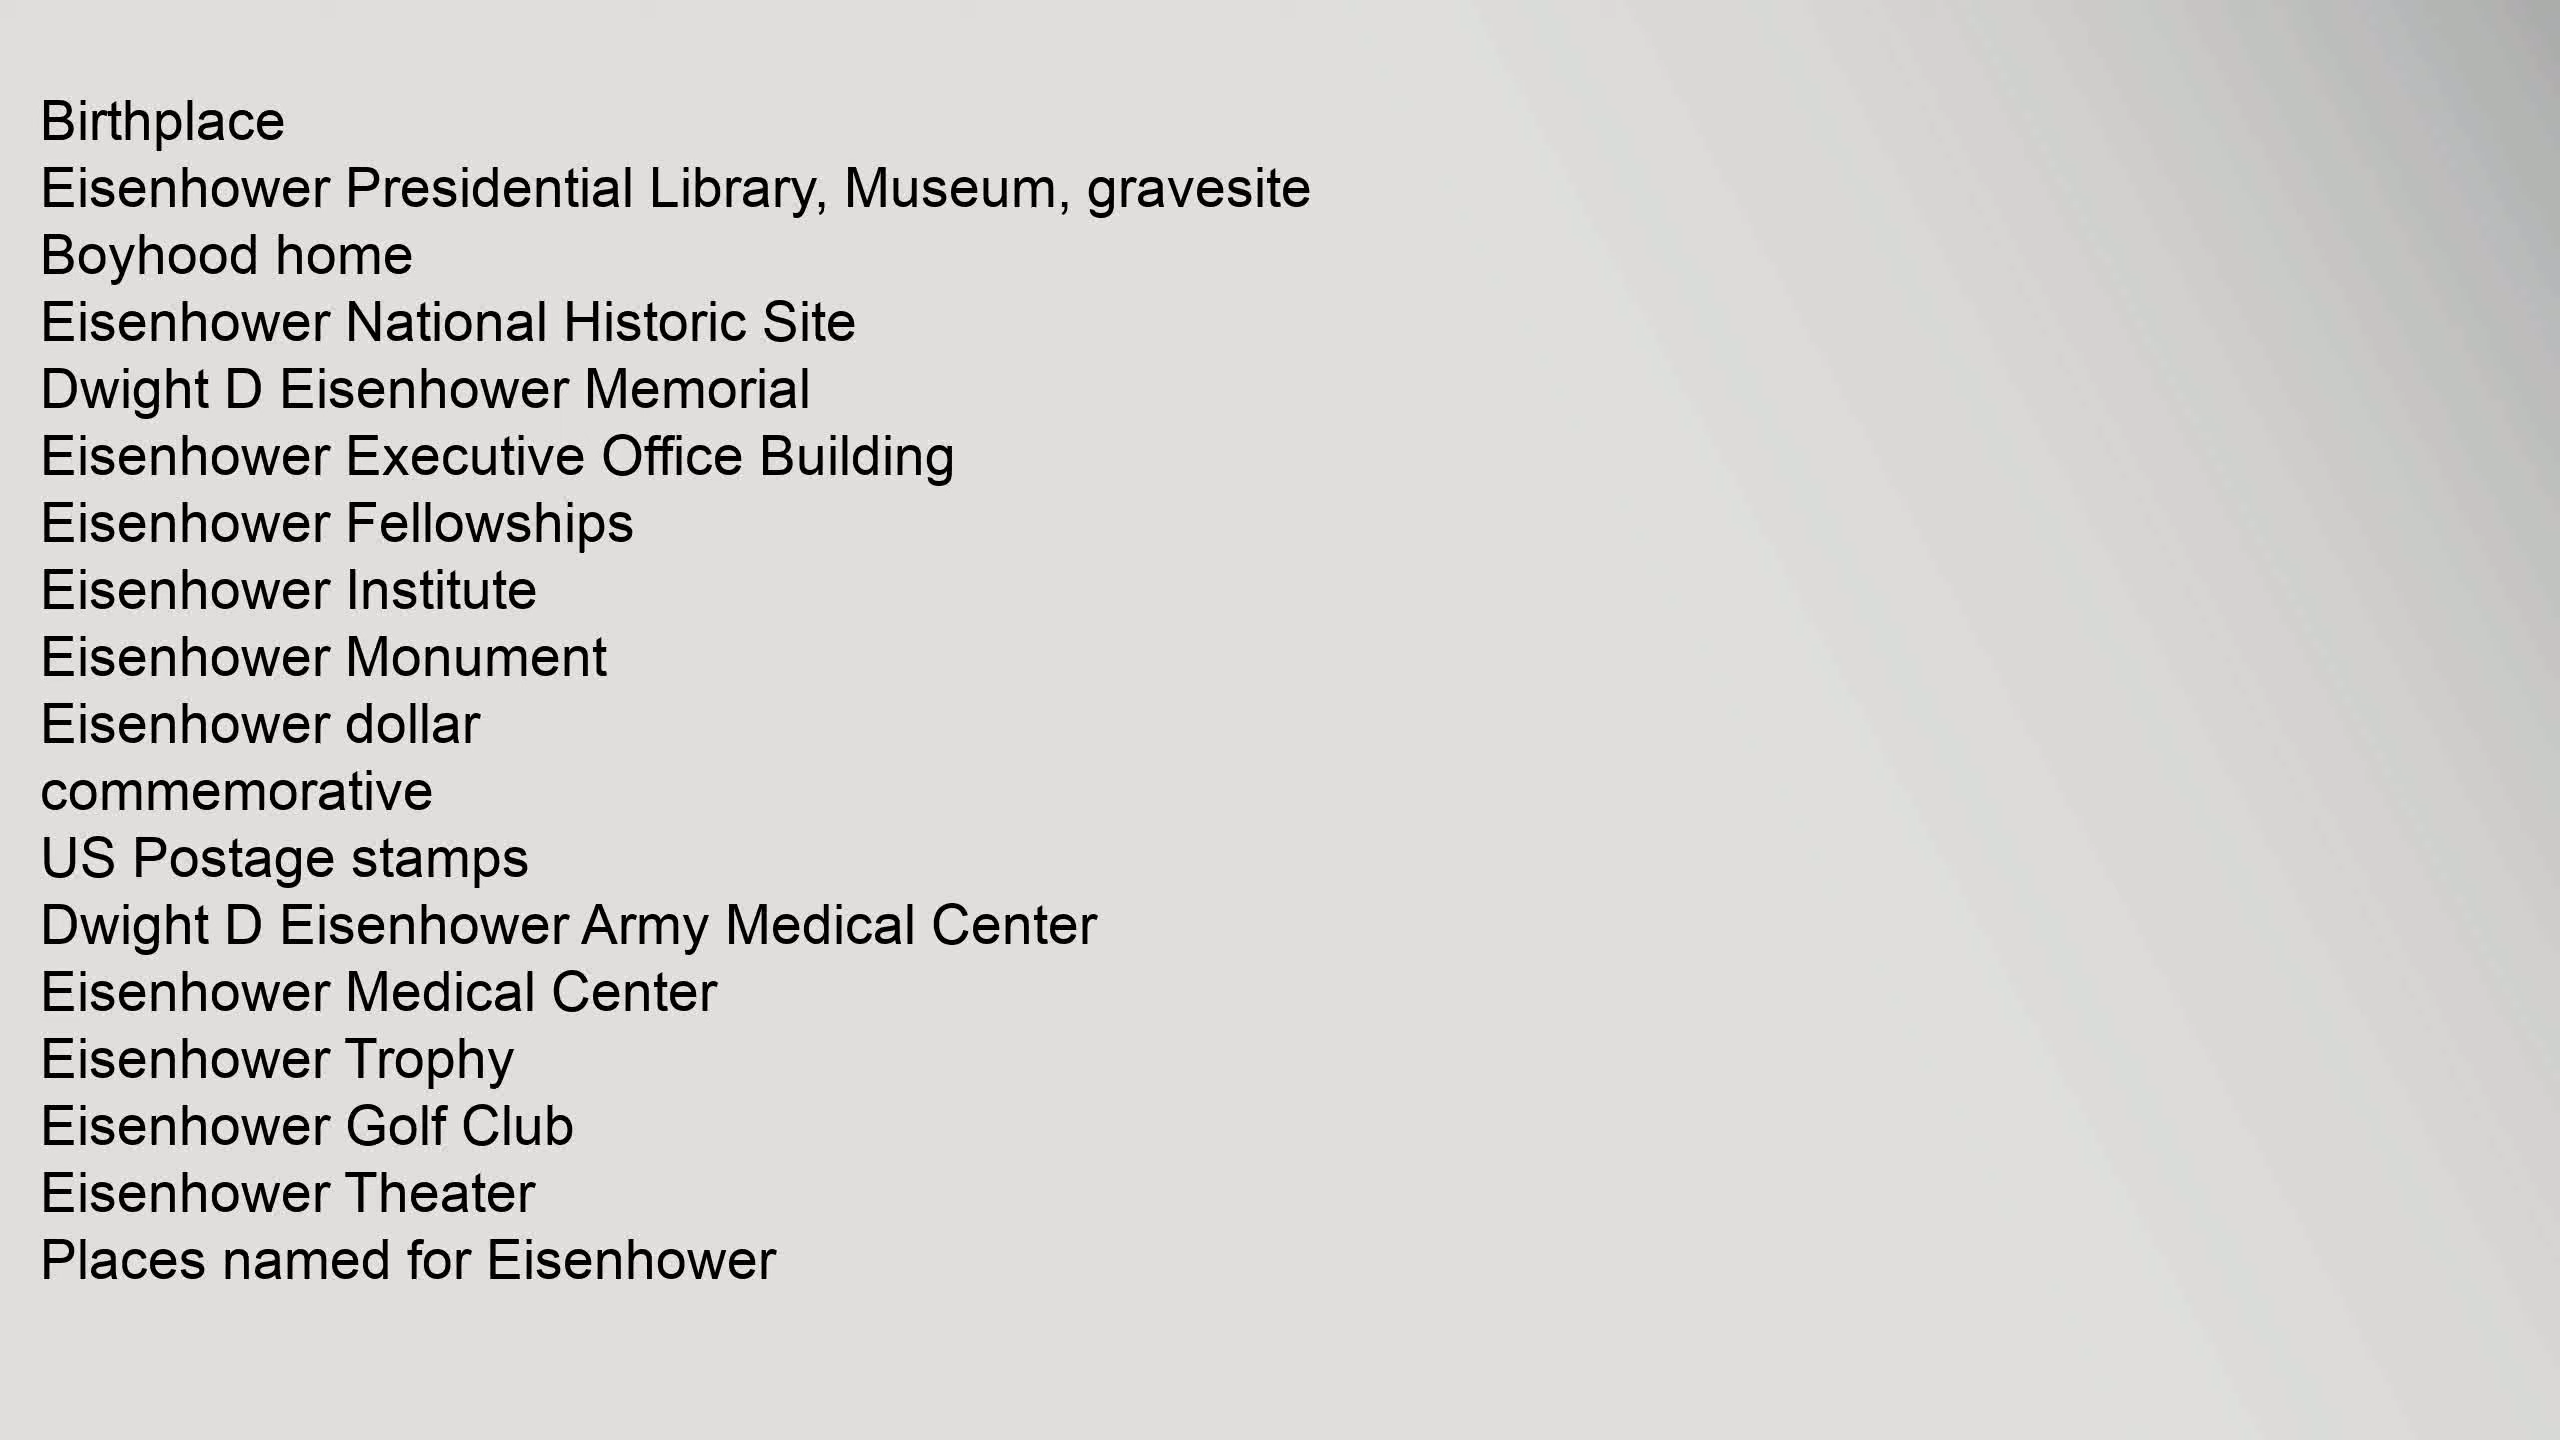 Birthplace
Eisenhower Presidential Library, Museum, gravesite
Boyhood home
Eisenhower National Historic Site
Dwight D Eisenhower Memorial
Eisenhower Executive Office Building
Eisenhower Fellowships
Eisenhower Institute
Eisenhower Monument
Eisenhower dollar
commemorative
US Postage stamps
Dwight D Eisenhower Army Medical Center
Eisenhower Medical Center
Eisenhower Trophy
Eisenhower Golf Club
Eisenhower Theater
Places named for Eisenhower